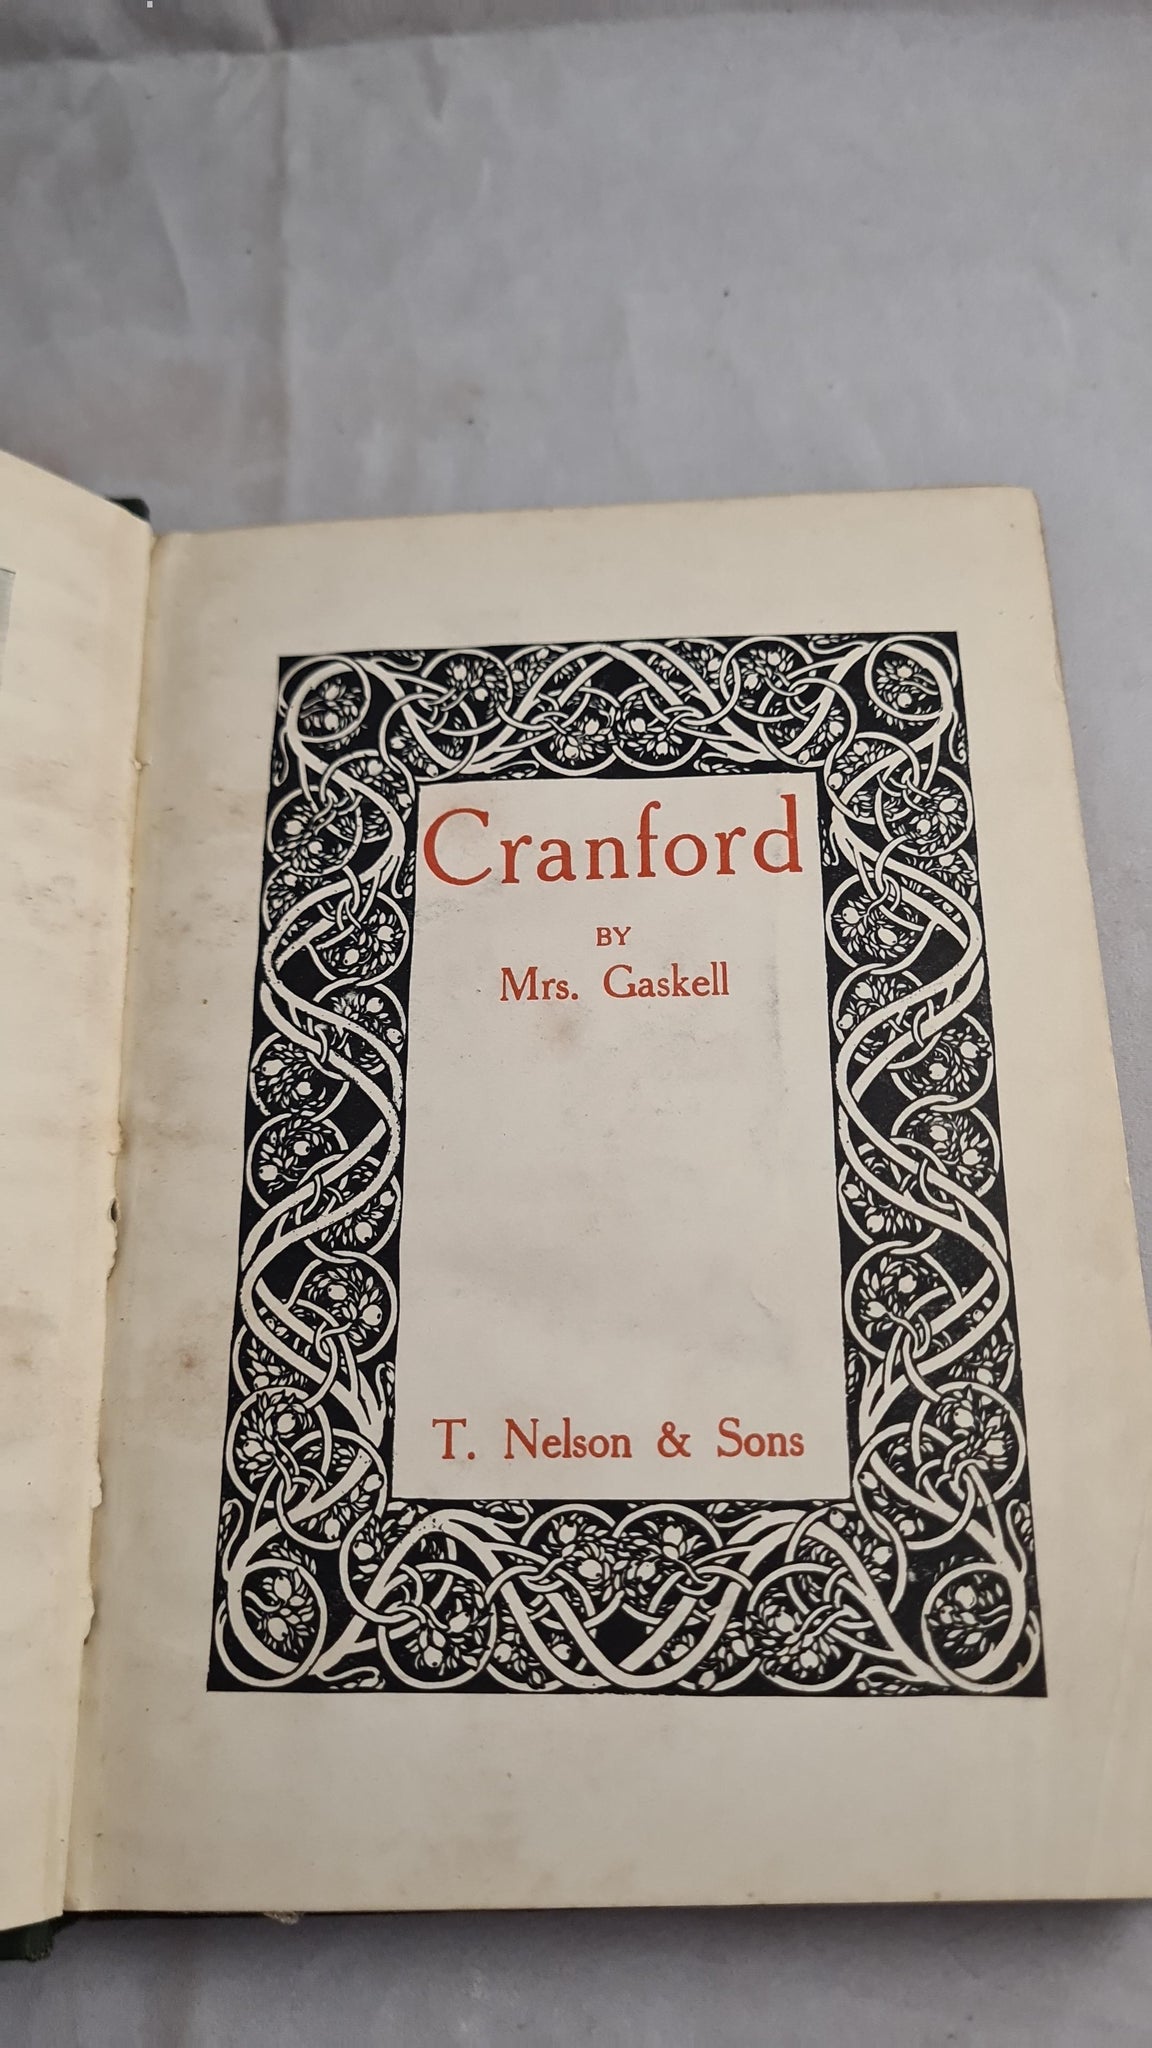 Cranford
BY
Mrs. Gaskell
T. Nelson & Sons